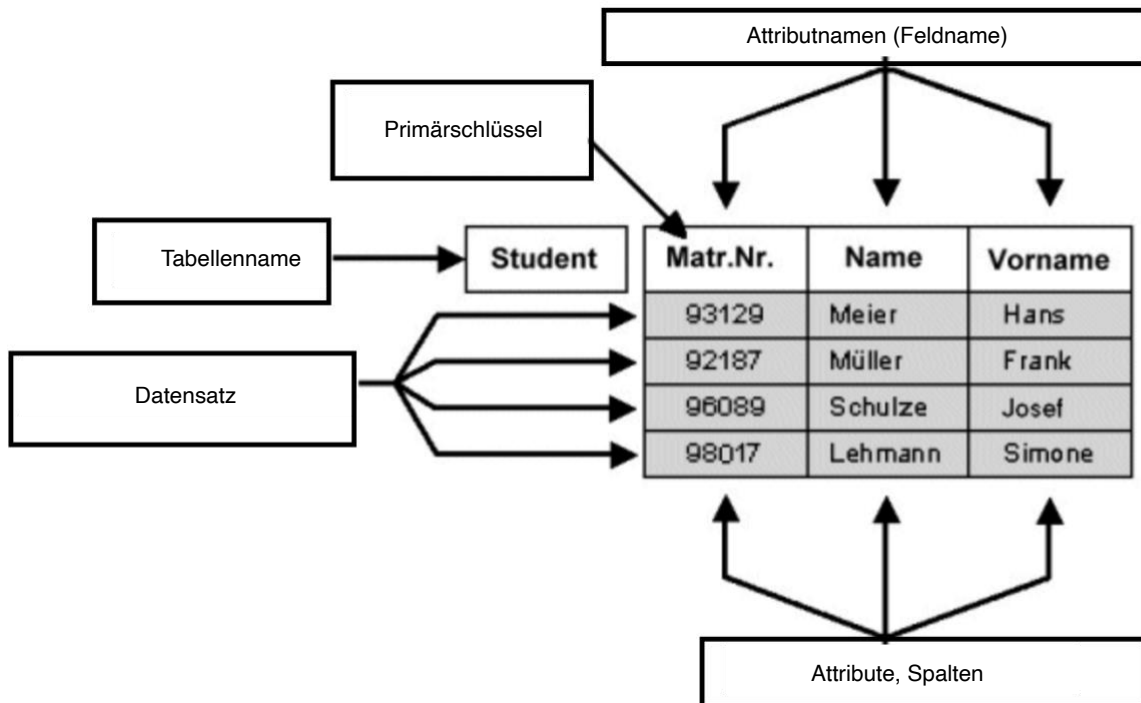 Attributnamen (Feldname)
Primärschlüssel
Tabellenname
Student
Matr.Nr. Name Vorname
93129 Meier Hans
92187 Müller Frank
96089 Schulze Josef
98017 Lehmann Simone
Datensatz
Attribute, Spalten